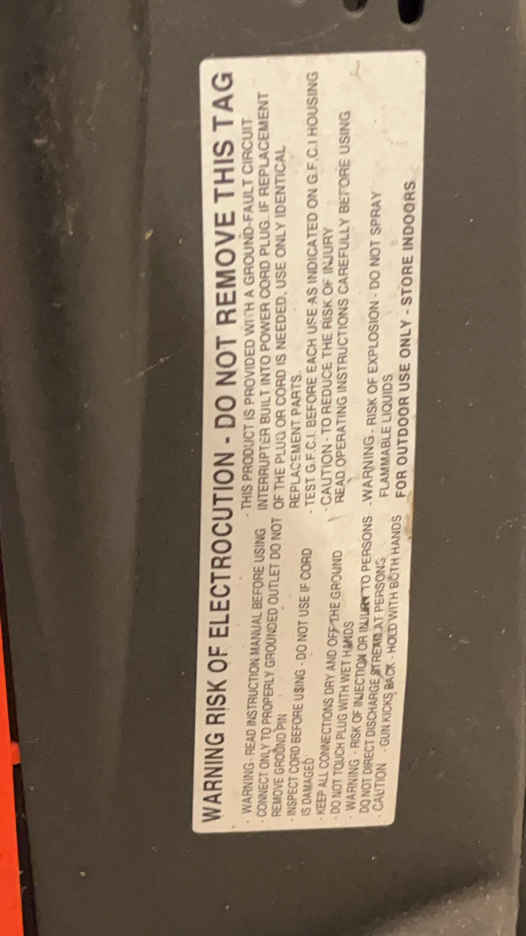 WARNING RISK OF ELECTROCUTION - DO NOT REMOVE THIS TAG
· WARNING - READ INSTRUCTION MANUAL BEFORE USING
· CONNECT ONLY TO PROPERLY GROUNDED OUTLET DO NOT
REMOVE GROUND PIN
· INSPECT CORD BEFORE USING - DO NOT USE IF CORD
IS DAMAGED
· KEEP ALL CONNECTIONS DRY AND OFF THE GROUND
· DO NOT TOUCH PLUG WITH WET HANDS
· WARNING - RISK OF INJECTION OR INJURY TO PERSONS
DO NOT DIRECT DISCHARGE STREAM AT PERSONS
· CAUTION - GUN KICKS BACK - HOLD WITH BOTH HANDS
· THIS PRODUCT IS PROVIDED WITH A GROUND-FAULT CIRCUIT
INTERRUPTER BUILT INTO POWER CORD PLUG. IF REPLACEMENT
OF THE PLUG OR CORD IS NEEDED, USE ONLY IDENTICAL
REPLACEMENT PARTS.
· TEST G.F.C.I. BEFORE EACH USE AS INDICATED ON G.F.C.I HOUSING
· CAUTION - TO REDUCE THE RISK OF INJURY
READ OPERATING INSTRUCTIONS CAREFULLY BEFORE USING
· WARNING - RISK OF EXPLOSION - DO NOT SPRAY
FLAMMABLE LIQUIDS
FOR OUTDOOR USE ONLY - STORE INDOORS